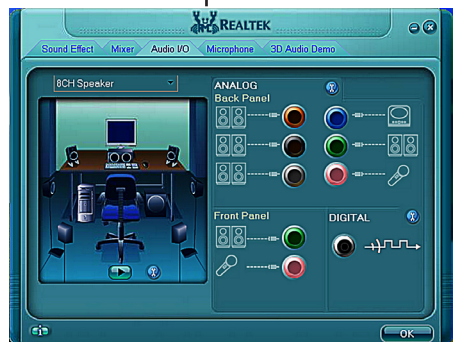 REALTEK
Sound Effect Mixer Audio I/O Microphone 3D Audio Demo
8CH Speaker
ANALOG
Back Panel
Front Panel
DIGITAL
OK